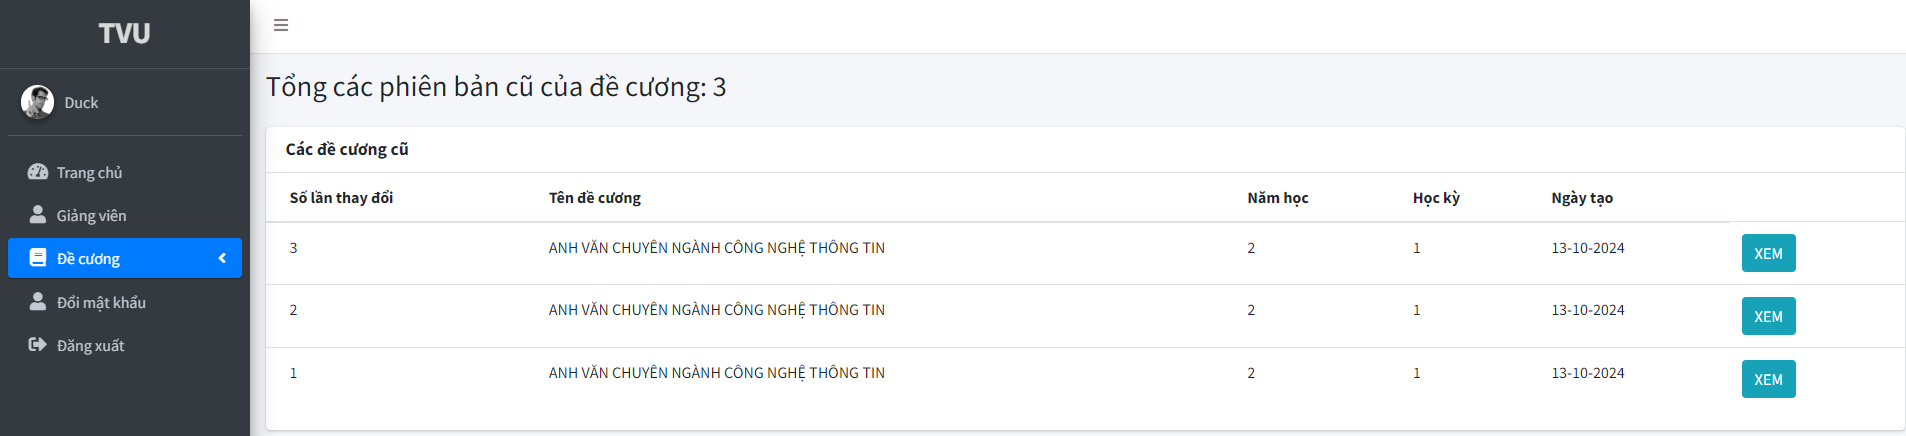 TVU
Duck
Trang chủ
Giảng viên
Đề cương
Đổi mật khẩu
Đăng xuất
Tổng các phiên bản cũ của đề cương: 3
Các đề cương cũ
Số lần thay đổi Tên đề cương Năm học Học kỳ Ngày tạo
3 ANH VĂN CHUYÊN NGÀNH CÔNG NGHỆ THÔNG TIN 2 1 13-10-2024 XEM
2 ANH VĂN CHUYÊN NGÀNH CÔNG NGHỆ THÔNG TIN 2 1 13-10-2024 XEM
1 ANH VĂN CHUYÊN NGÀNH CÔNG NGHỆ THÔNG TIN 2 1 13-10-2024 XEM